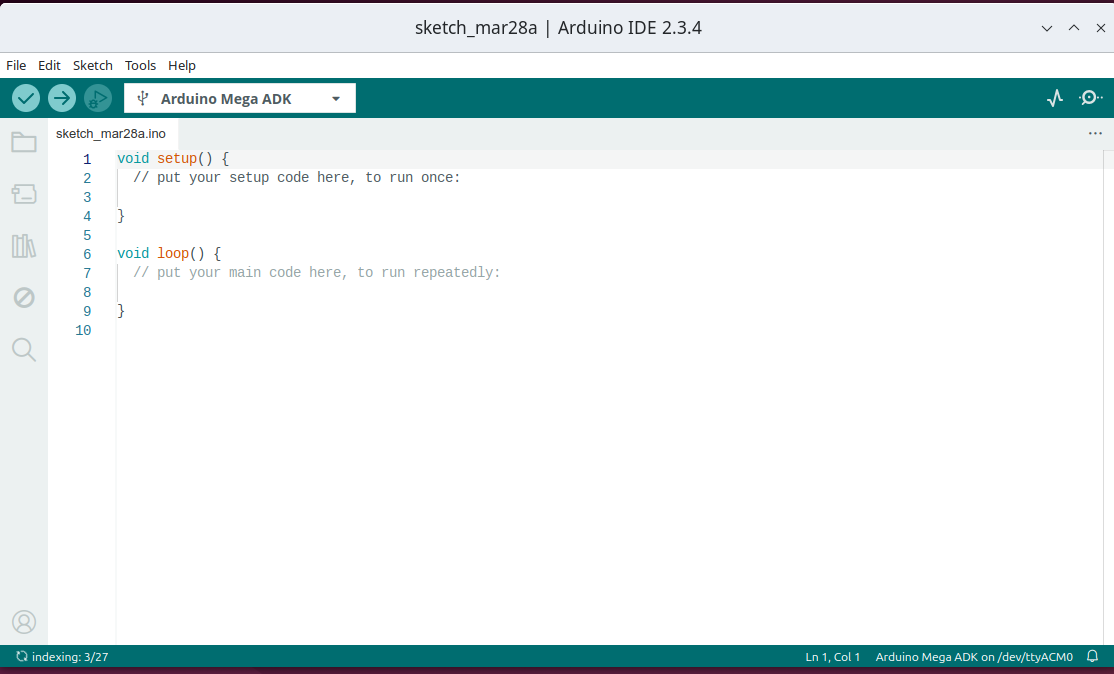 sketch_mar28a | Arduino IDE 2.3.4
File Edit Sketch Tools Help
Arduino Mega ADK
sketch_mar28a.ino
1 void setup() {
2   // put your setup code here, to run once:
3
4 }
5
6 void loop() {
7   // put your main code here, to run repeatedly:
8
9 }
10
indexing: 3/27 Ln 1, Col 1 Arduino Mega ADK on /dev/ttyACM0